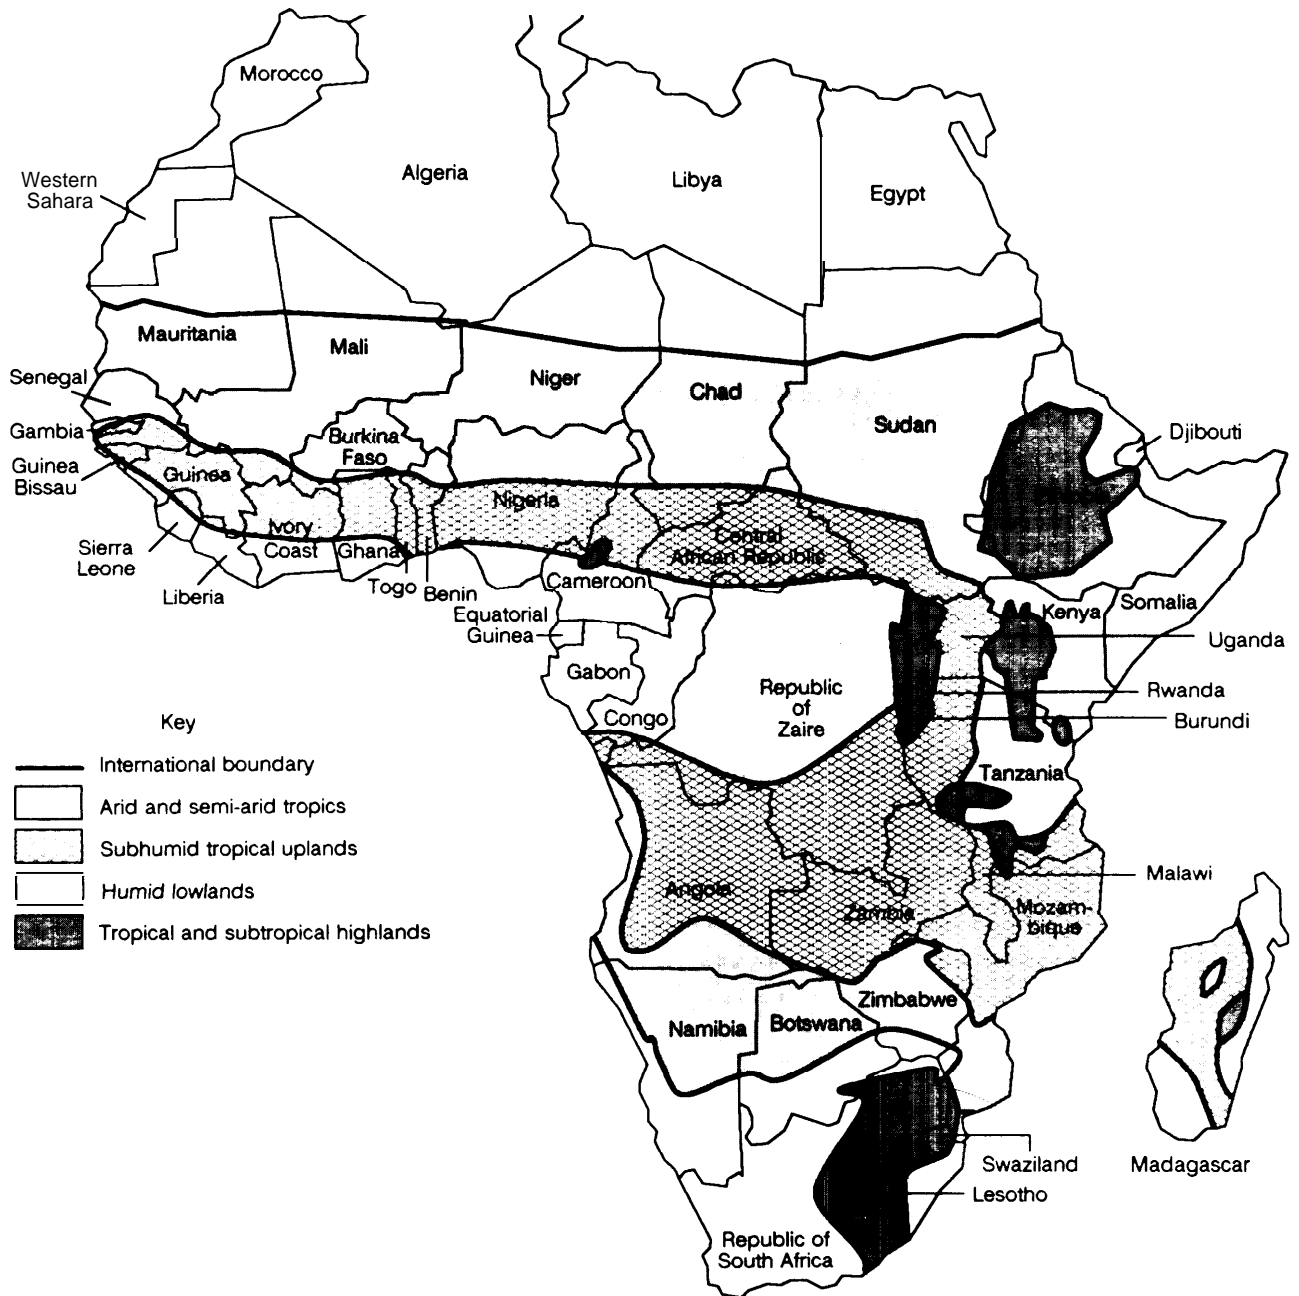 Morocco
Algeria
Libya
Egypt
Western
Sahara
Mauritania
Mali
Niger
Chad
Sudan
Senegal
Gambia
Guinea
Bissau
Guinea
Burkina
Faso
Nigeria
Djibouti
Ivory
Coast
Ghana
Central
African Republic
Sierra
Leone
Liberia
Togo
Benin
Cameroon
Equatorial
Guinea
Kenya
Somalia
Uganda
Gabon
Congo
Republic
of
Zaire
Rwanda
Burundi
Tanzania
Key
International boundary
Arid and semi-arid tropics
Subhumid tropical uplands
Humid lowlands
Tropical and subtropical highlands
Angola
Zambia
Malawi
Mozam-
bique
Zimbabwe
Namibia
Botswana
Swaziland
Lesotho
Madagascar
Republic of
South Africa